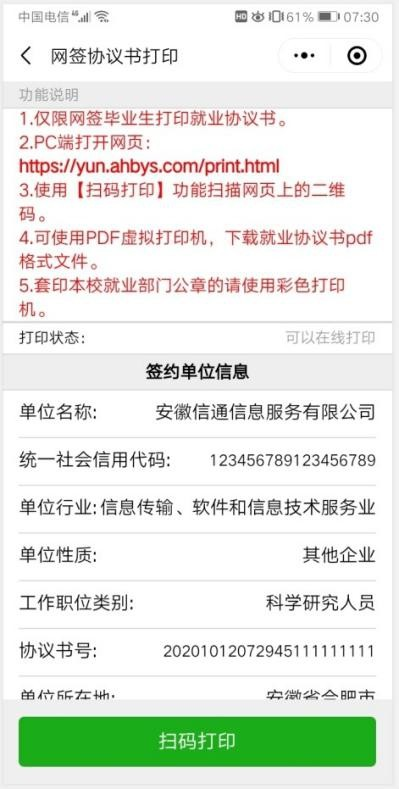 中国电信 46 HD 61% 07:30
网签协议书打印
功能说明
1.仅限网签毕业生打印就业协议书。
2.PC端打开网页：
https://yun.ahbys.com/print.html
3.使用【扫码打印】功能扫描网页上的二维
码。
4.可使用PDF虚拟打印机，下载就业协议书pdf
格式文件。
5.套印本校就业部门公章的请使用彩色打印
机。
打印状态: 可以在线打印
签约单位信息
单位名称: 安徽信通信息服务有限公司
统一社会信用代码: 123456789123456789
单位行业: 信息传输、软件和信息技术服务业
单位性质: 其他企业
工作职位类别: 科学研究人员
协议书号: 20201012072945111111111
单位所在地: 安徽省合肥市
扫码打印